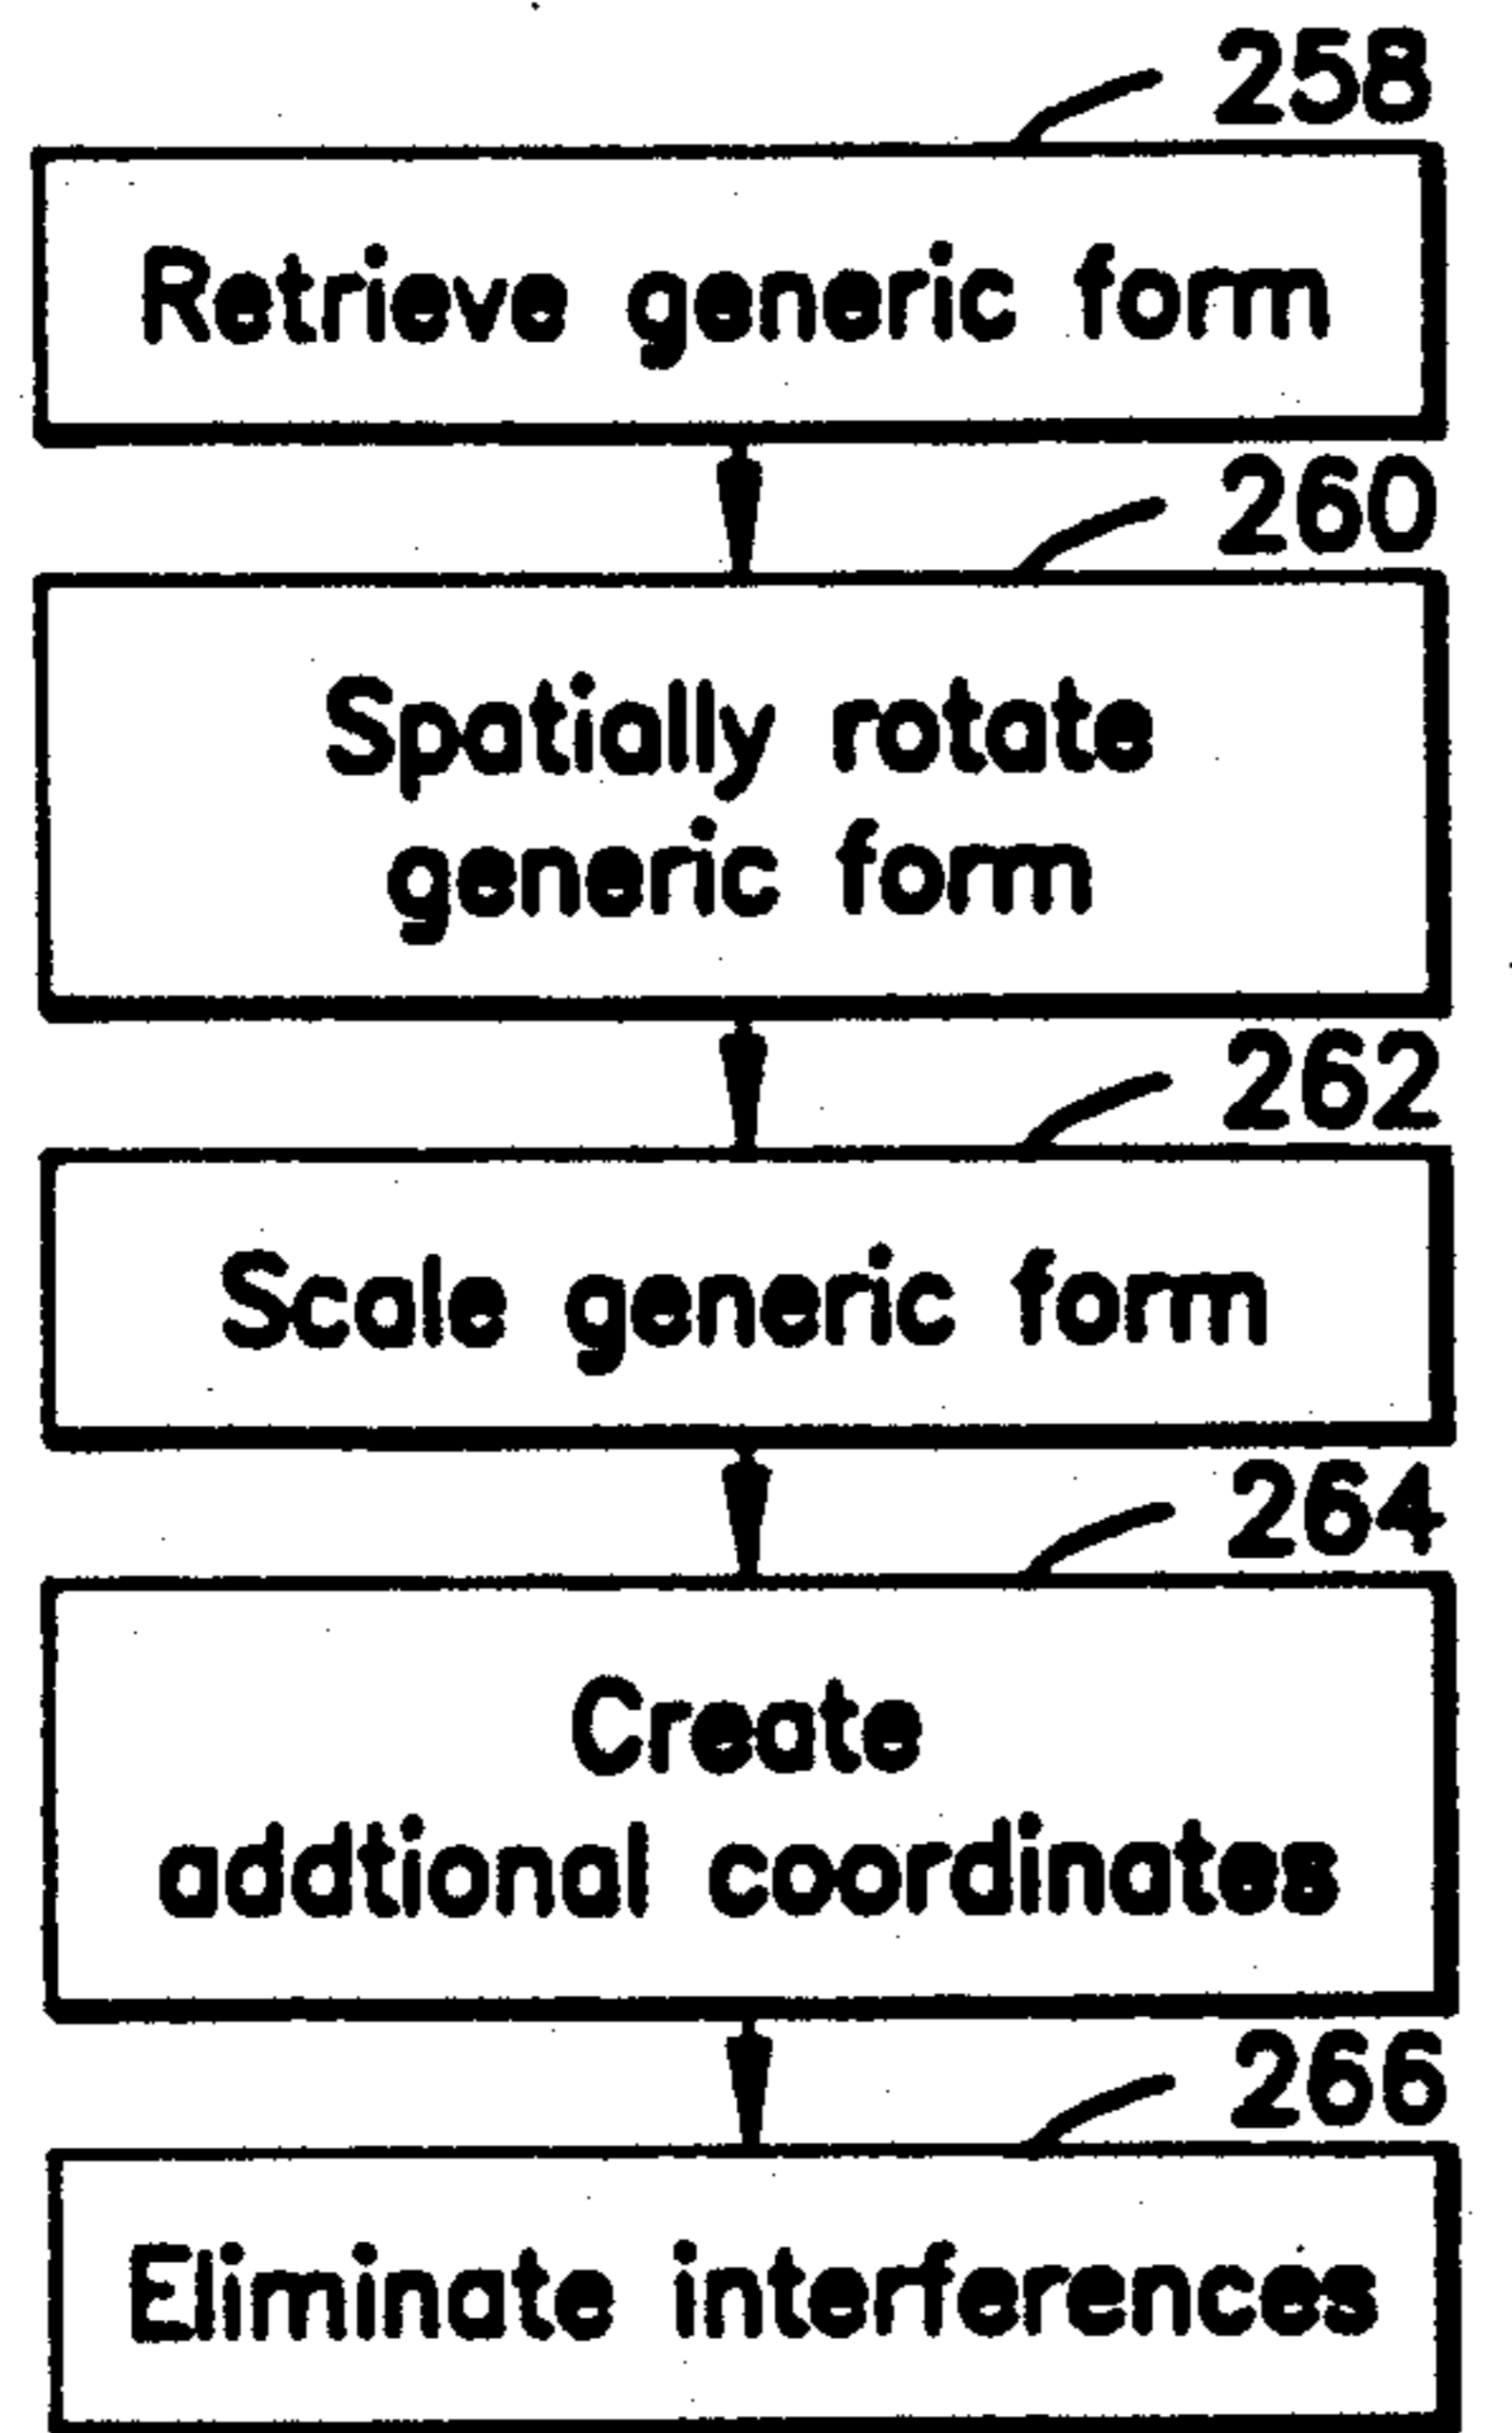 258
Retrieve generic form
260
Spatially rotate
generic form
262
Scale generic form
264
Create
addtional coordinates
266
Eliminate interferences